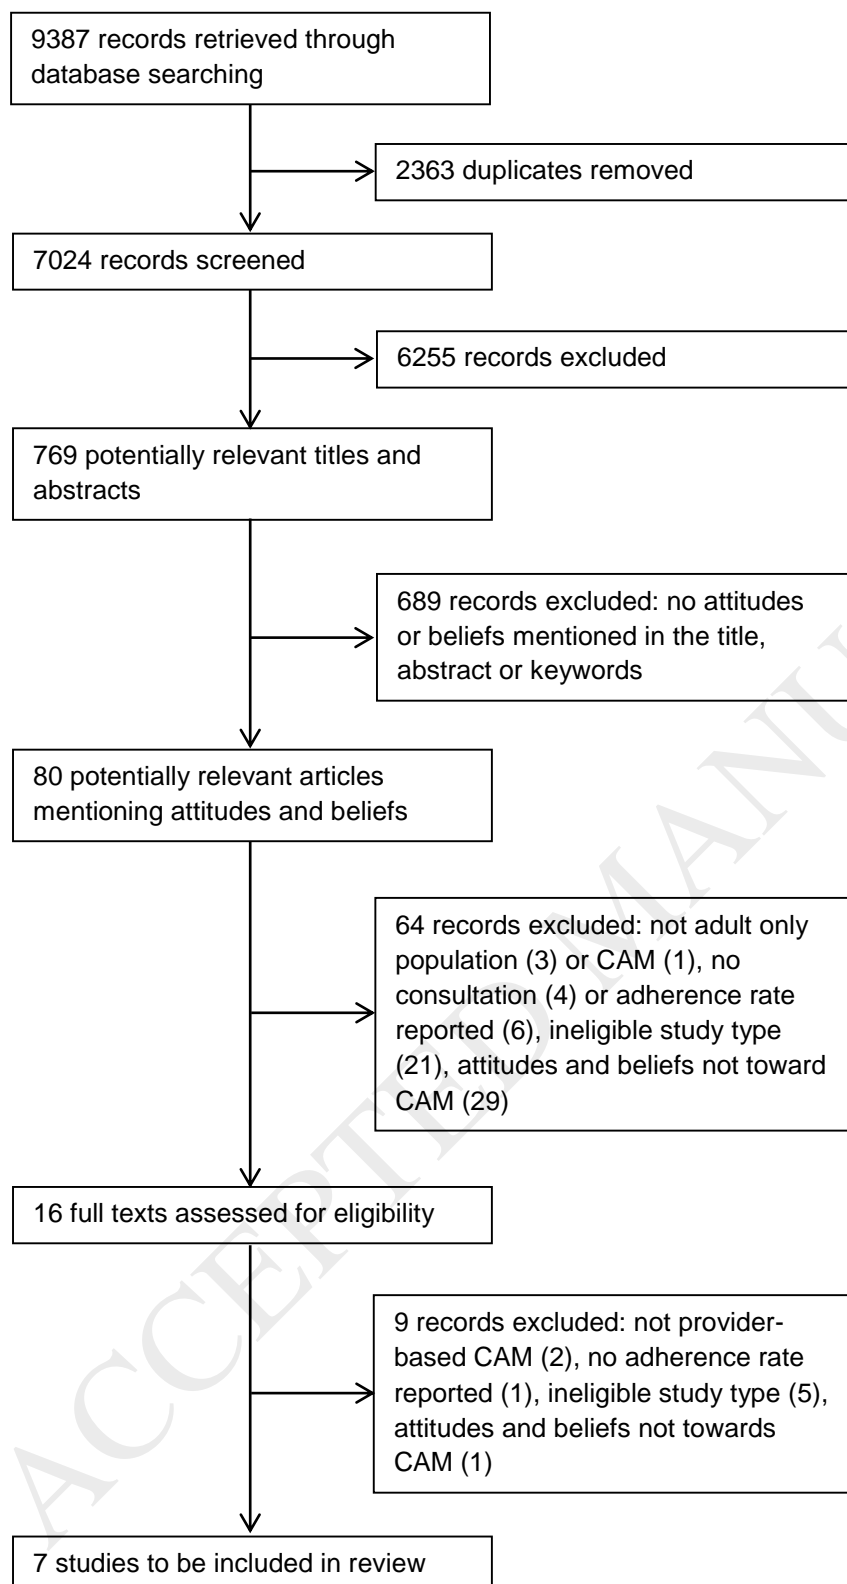 9387 records retrieved through
database searching
2363 duplicates removed
7024 records screened
6255 records excluded
769 potentially relevant titles and
abstracts
689 records excluded: no attitudes
or beliefs mentioned in the title,
abstract or keywords
80 potentially relevant articles
mentioning attitudes and beliefs
64 records excluded: not adult only
population (3) or CAM (1), no
consultation (4) or adherence rate
reported (6), ineligible study type
(21), attitudes and beliefs not toward
CAM (29)
16 full texts assessed for eligibility
9 records excluded: not provider-
based CAM (2), no adherence rate
reported (1), ineligible study type (5),
attitudes and beliefs not towards
CAM (1)
7 studies to be included in review
ACCEPTED MANU